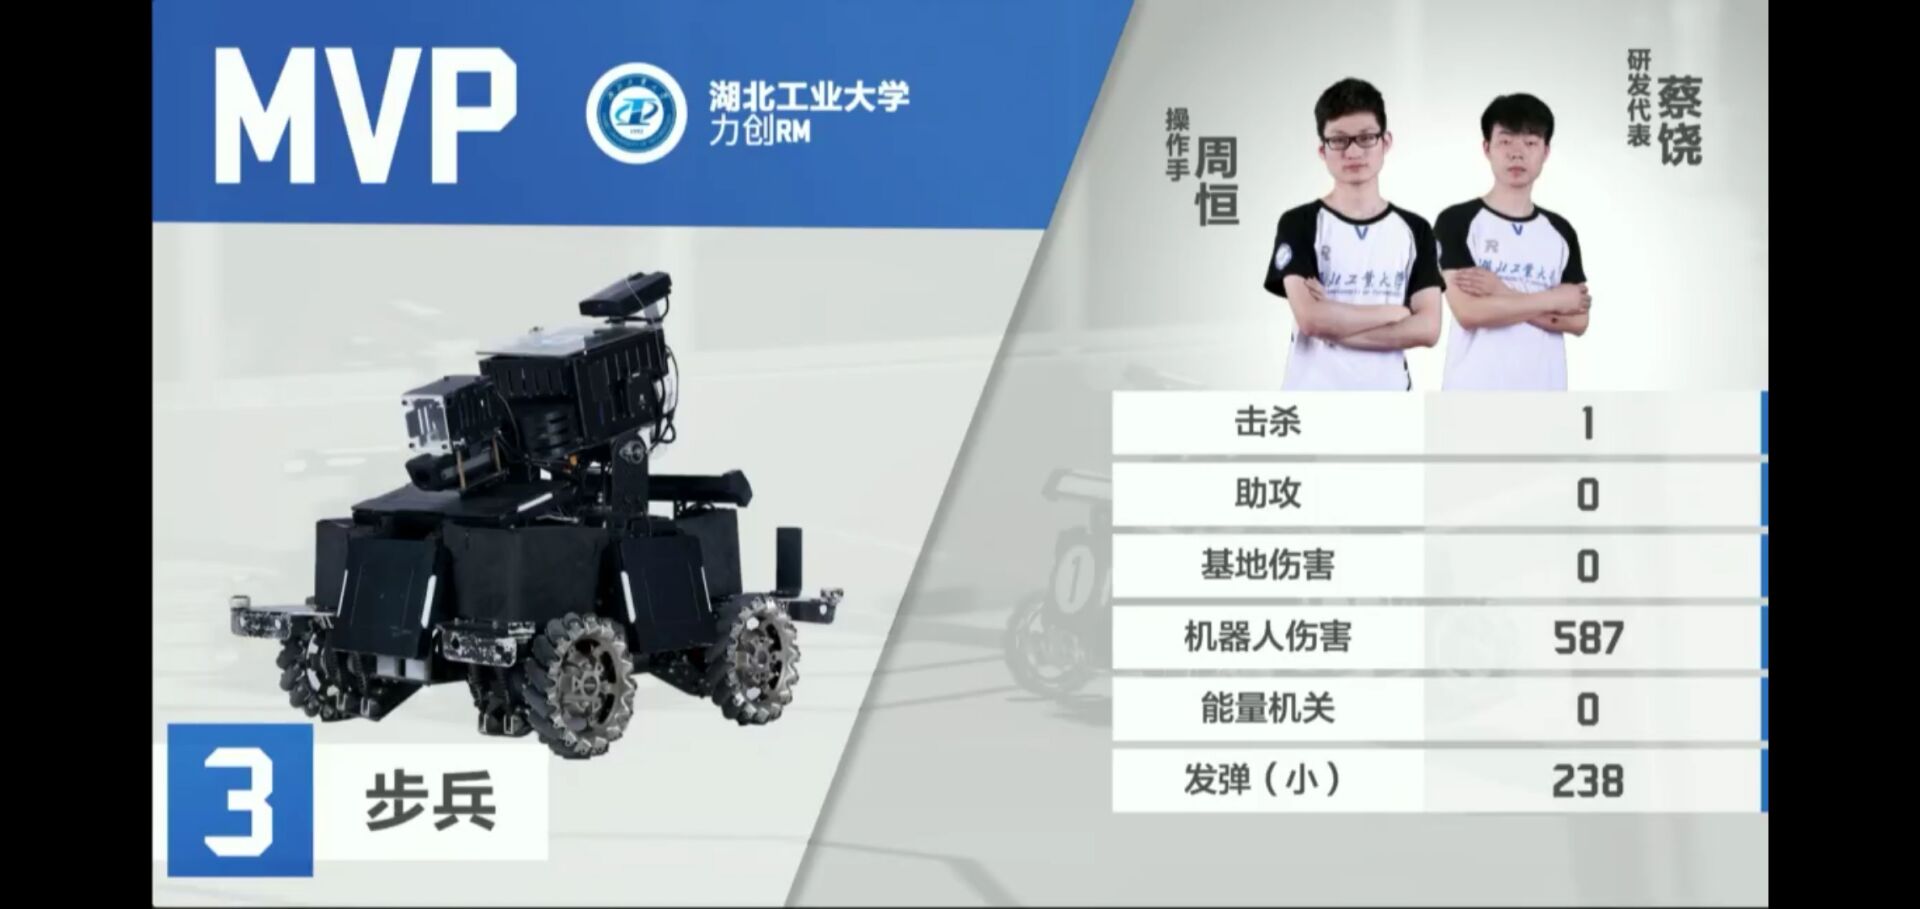 MVP
湖北工业大学
力创RM
操作手
周恒
研发代表
蔡饶
击杀 1
助攻 0
基地伤害 0
机器人伤害 587
能量机关 0
发弹（小） 238
3 步兵